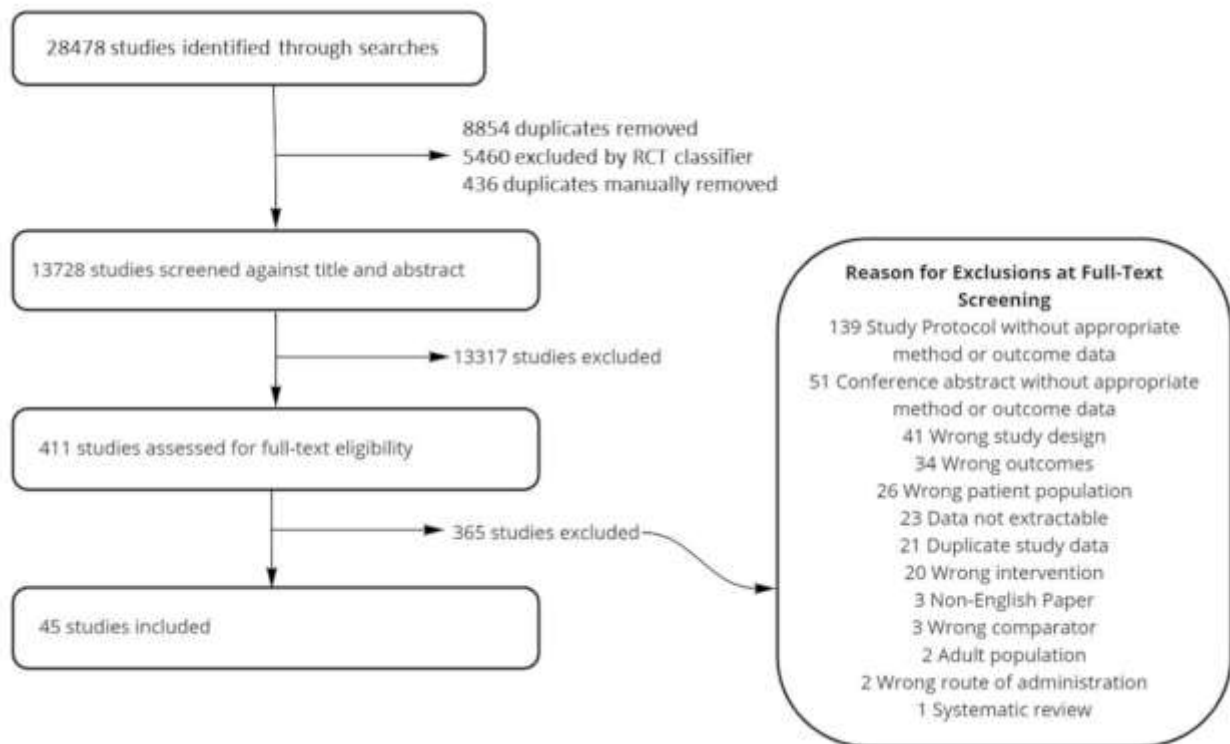 28478 studies identified through searches
8854 duplicates removed
5460 excluded by RCT classifier
436 duplicates manually removed
13728 studies screened against title and abstract
13317 studies excluded
411 studies assessed for full-text eligibility
365 studies excluded
45 studies included
Reason for Exclusions at Full-Text
Screening
139 Study Protocol without appropriate
method or outcome data
51 Conference abstract without appropriate
method or outcome data
41 Wrong study design
34 Wrong outcomes
26 Wrong patient population
23 Data not extractable
21 Duplicate study data
20 Wrong intervention
3 Non-English Paper
3 Wrong comparator
2 Adult population
2 Wrong route of administration
1 Systematic review